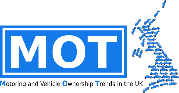 MOT
Motoring and Vehicle Ownership Trends in the UK